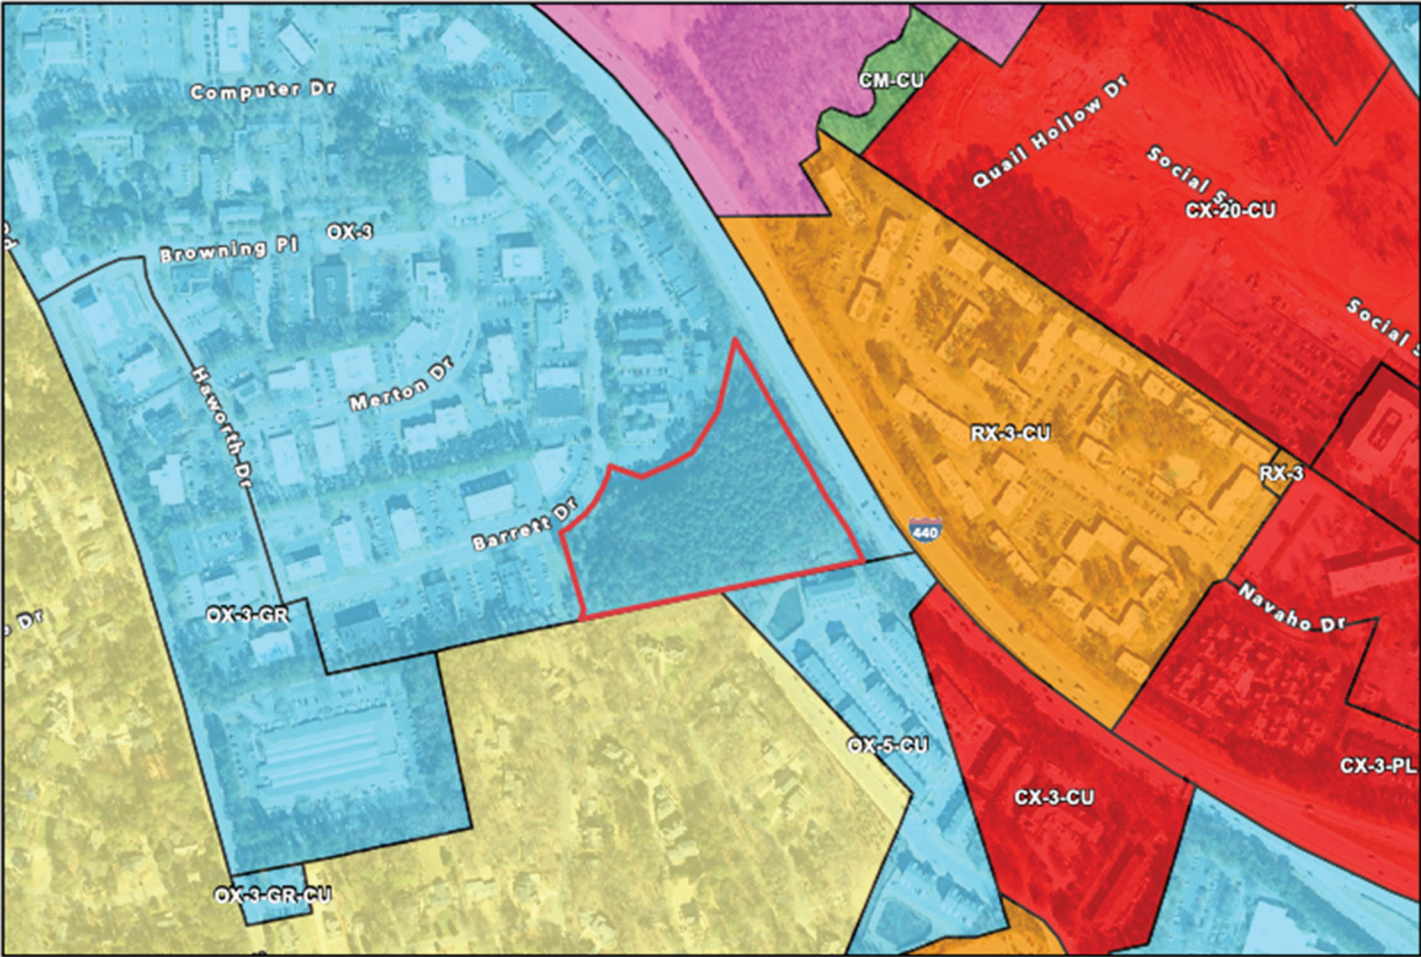 Computer Dr
CM-CU
Quail Hollow Dr
Social S
CX-20-CU
OX-3
Browning Pl
Social S
Haworth Dr
Merton Dr
RX-3-CU
RX-3
Barrett Dr
440
OX-3-GR
Dr
Navaho Dr
OX-5-CU
CX-3-PL
CX-3-CU
OX-3-GR-CU